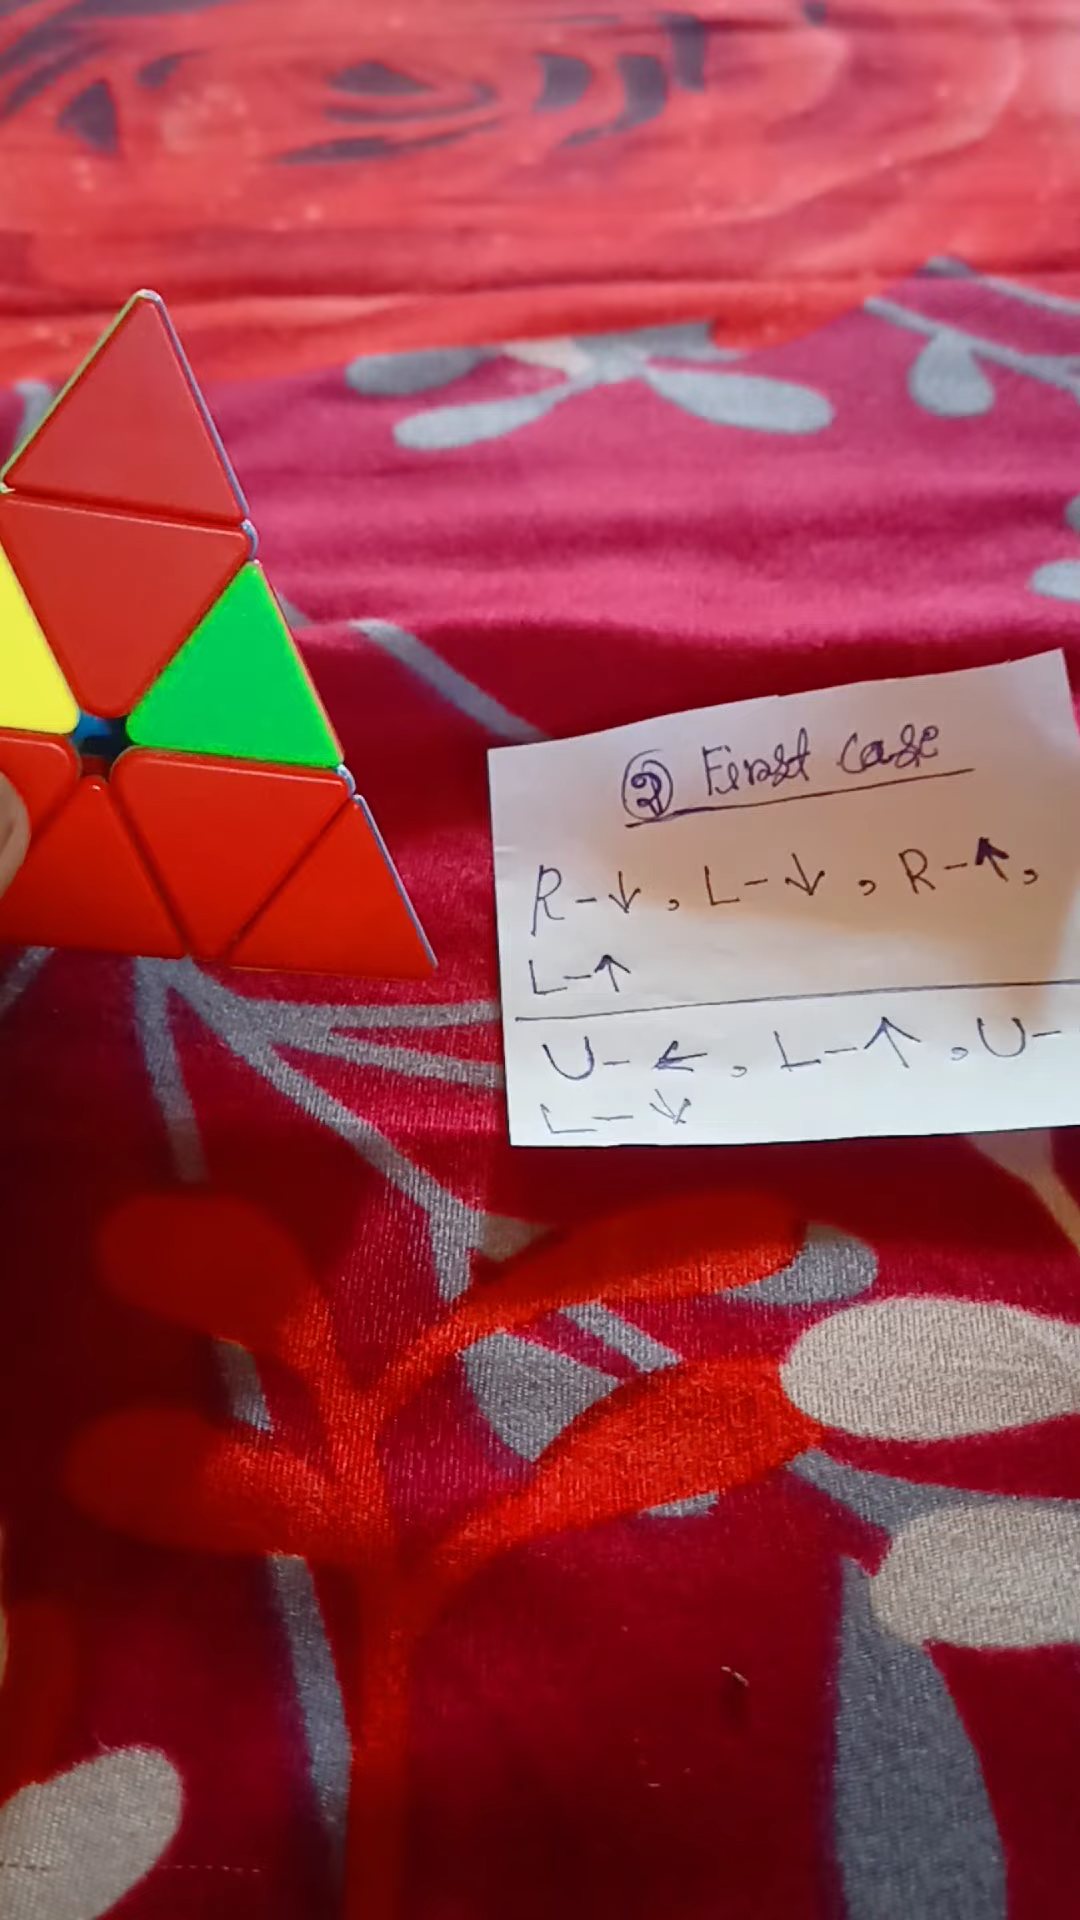 ② First case
R-↓, L-↓, R-↑,
L-↑
U-←, L-↑, U-
L-↓